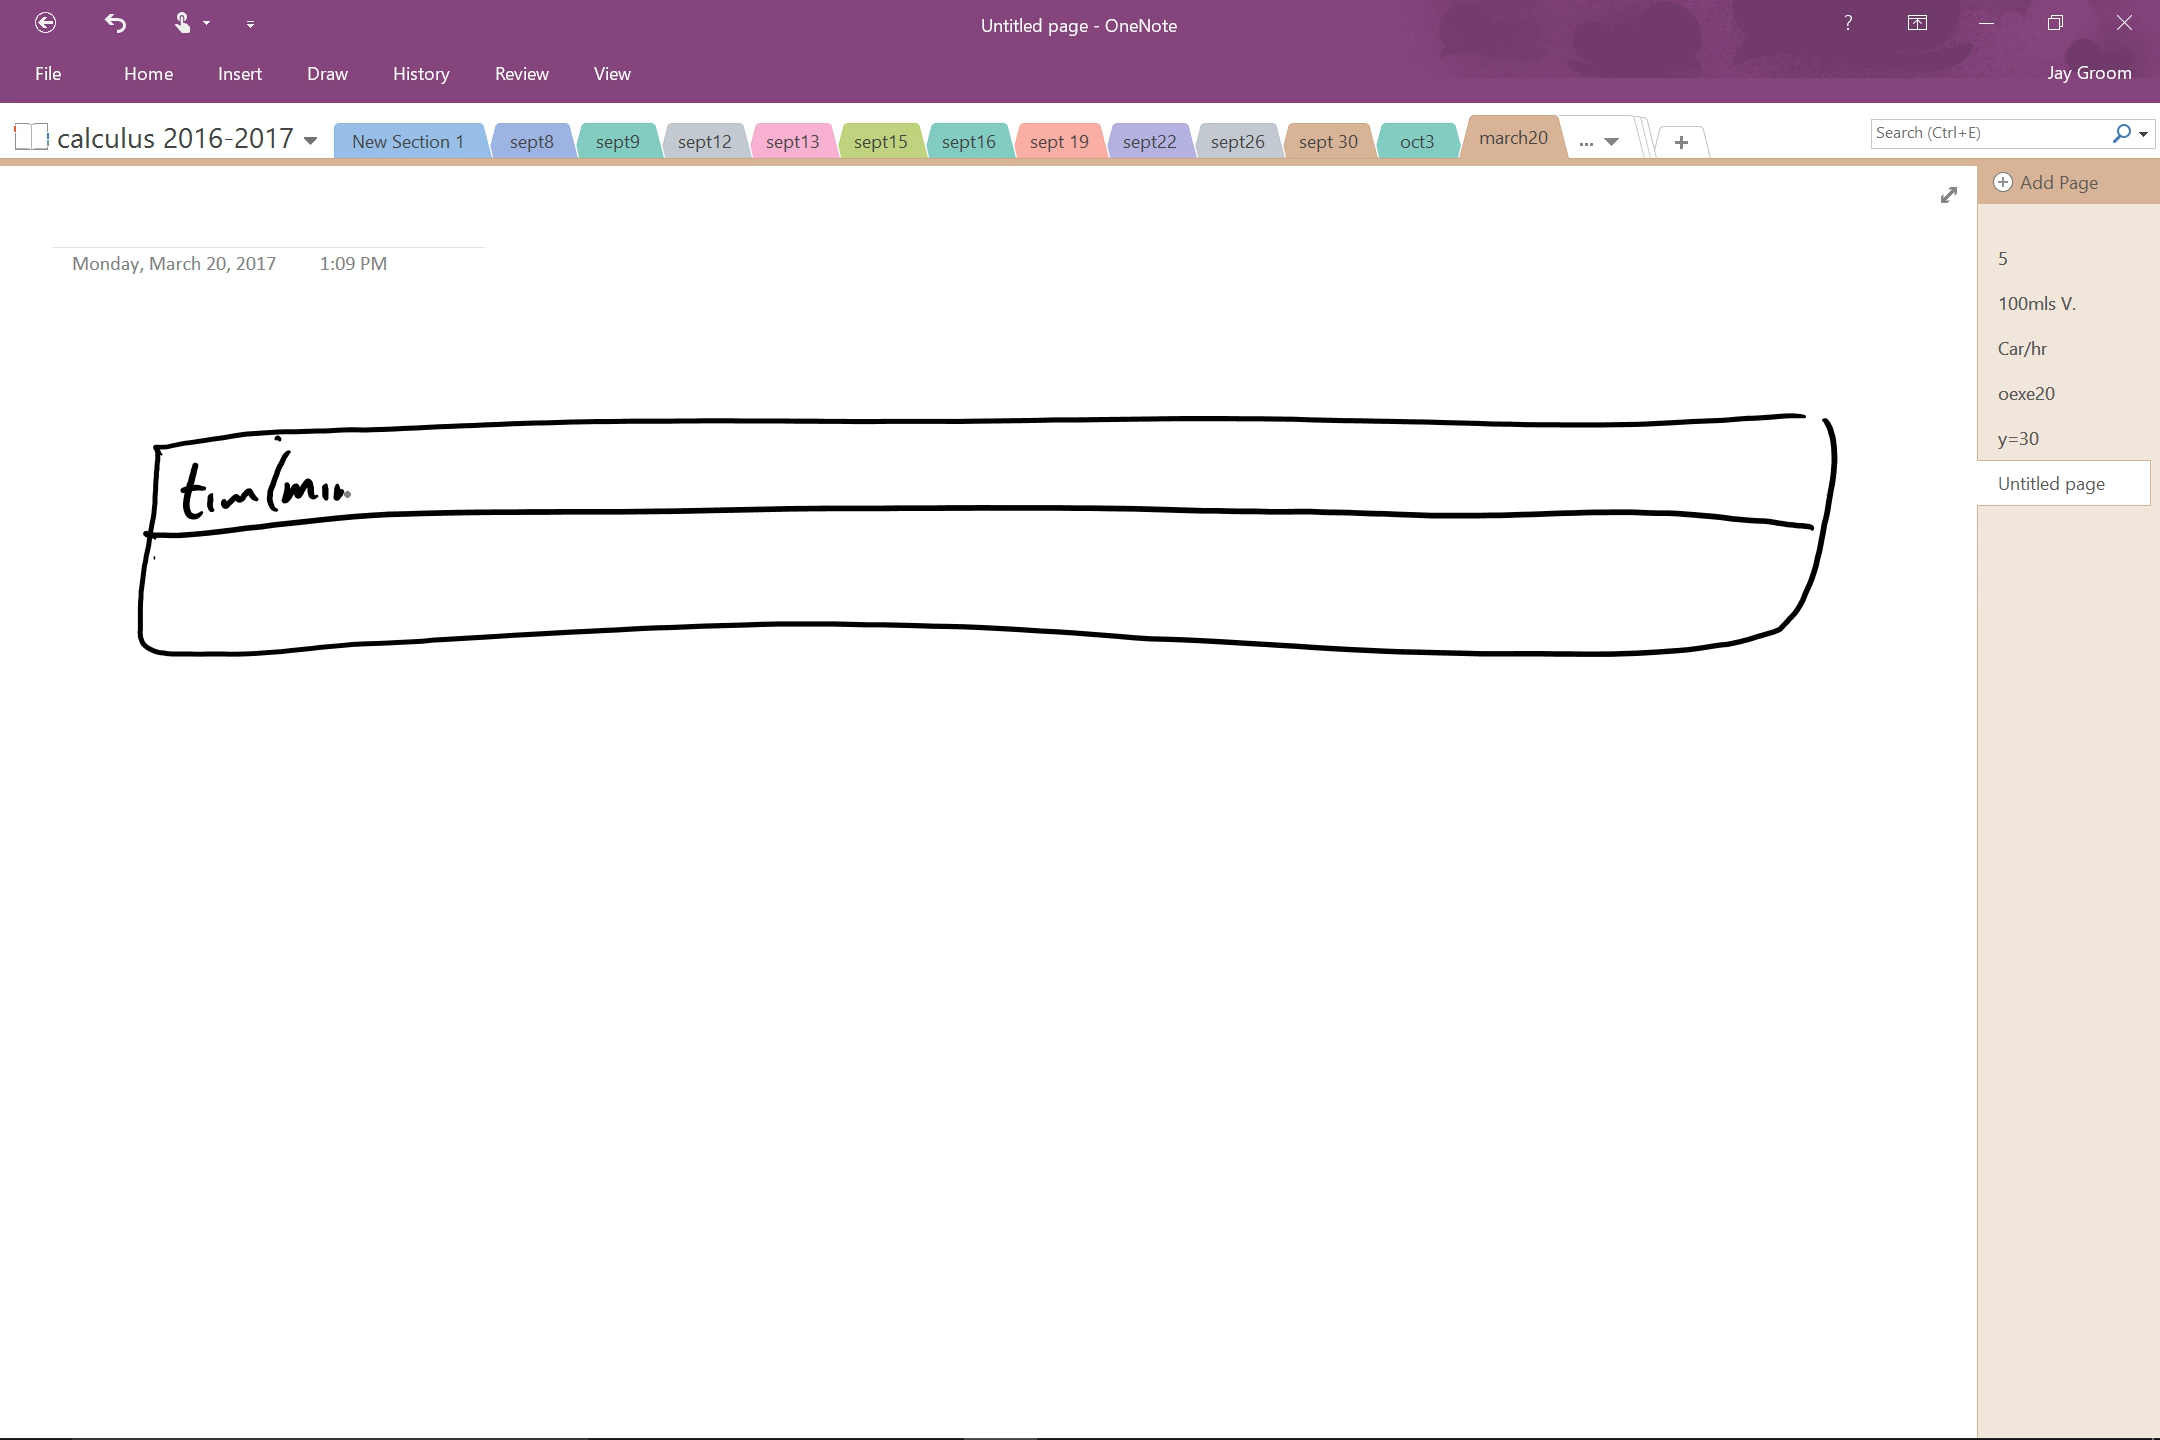 Untitled page - OneNote
?
File Home Insert Draw History Review View
Jay Groom
calculus 2016-2017
New Section 1 sept8 sept9 sept12 sept13 sept15 sept16 sept 19 sept22 sept26 sept 30 oct3 march20 ...
Search (Ctrl+E)
Add Page
Monday, March 20, 2017 1:09 PM
tim/min
5
100mls V.
Car/hr
oexe20
y=30
Untitled page